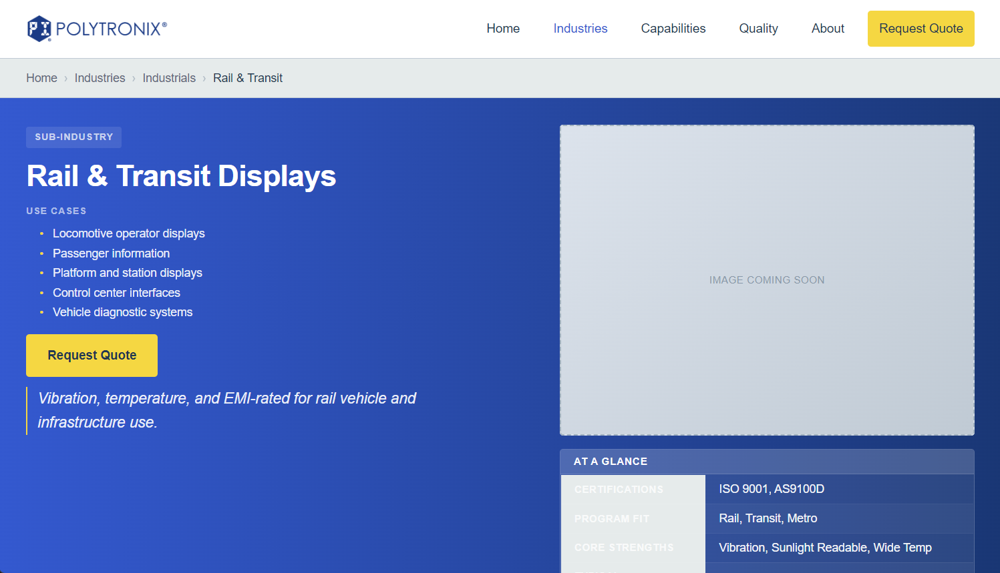 PI POLYTRONIX®
Home
Industries
Capabilities
Quality
About
Request Quote
Home › Industries › Industrials › Rail & Transit
SUB-INDUSTRY
Rail & Transit Displays
USE CASES
• Locomotive operator displays
• Passenger information
• Platform and station displays
• Control center interfaces
• Vehicle diagnostic systems
Request Quote
Vibration, temperature, and EMI-rated for rail vehicle and
infrastructure use.
IMAGE COMING SOON
AT A GLANCE
CERTIFICATIONS ISO 9001, AS9100D
PROGRAM FIT Rail, Transit, Metro
CORE STRENGTHS Vibration, Sunlight Readable, Wide Temp